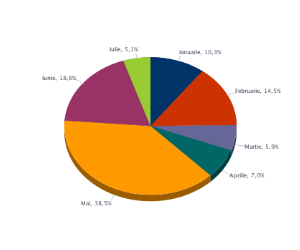 Iulie, 5,1%
Ianuarie, 10,3%
Iunie, 18,6%
Februarie, 14,5%
Martie, 5,9%
Aprilie, 7,0%
Mai, 38,5%